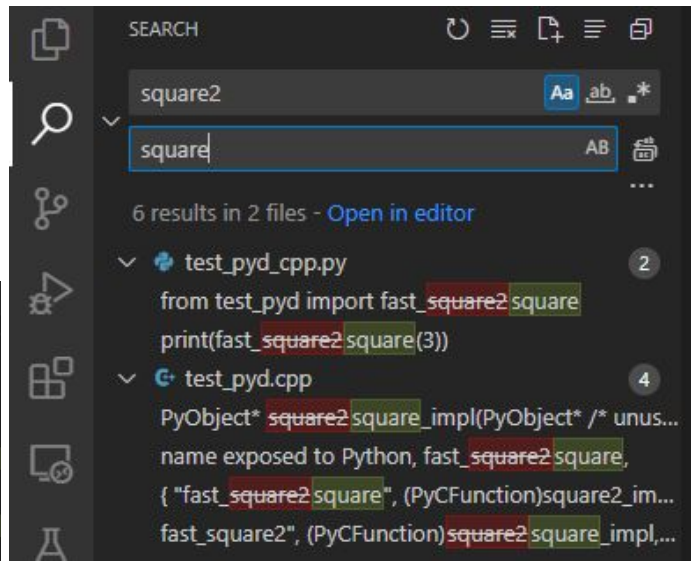 SEARCH
square2
Aa ab .*
square
AB
6 results in 2 files - Open in editor
test_pyd_cpp.py 2
from test_pyd import fast_square2square
print(fast_square2square(3))
test_pyd.cpp 4
PyObject* square2square_impl(PyObject* /* unus...
name exposed to Python, fast_square2square,
{ "fast_square2square", (PyCFunction)square2_im...
fast_square2", (PyCFunction)square2square_impl,...